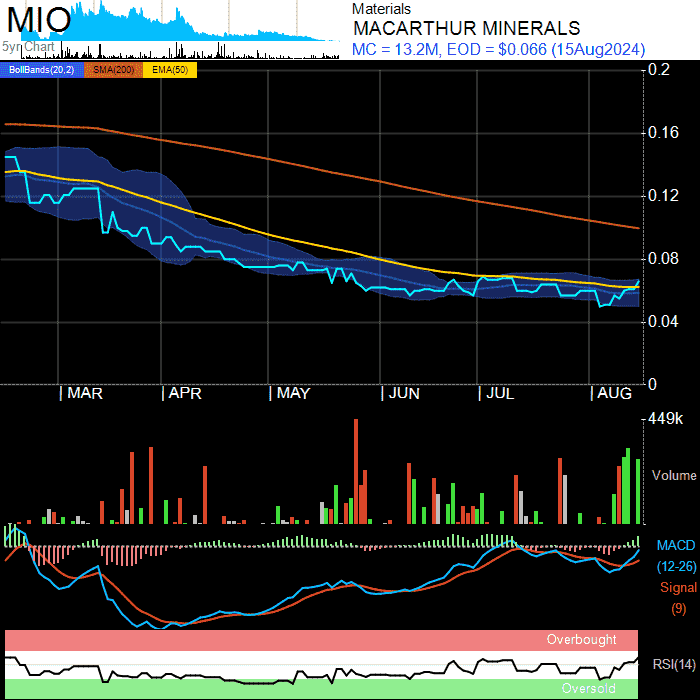 MIO
5yr Chart
Materials
MACARTHUR MINERALS
MC = 13.2M, EOD = $0.066 (15Aug2024)
BollBands(20,2) SMA(200) EMA(50)
0.2
0.16
0.12
0.08
0.04
0
MAR APR MAY JUN JUL AUG
449k
Volume
MACD
(12-26)
Signal
(9)
Overbought
RSI(14)
Oversold